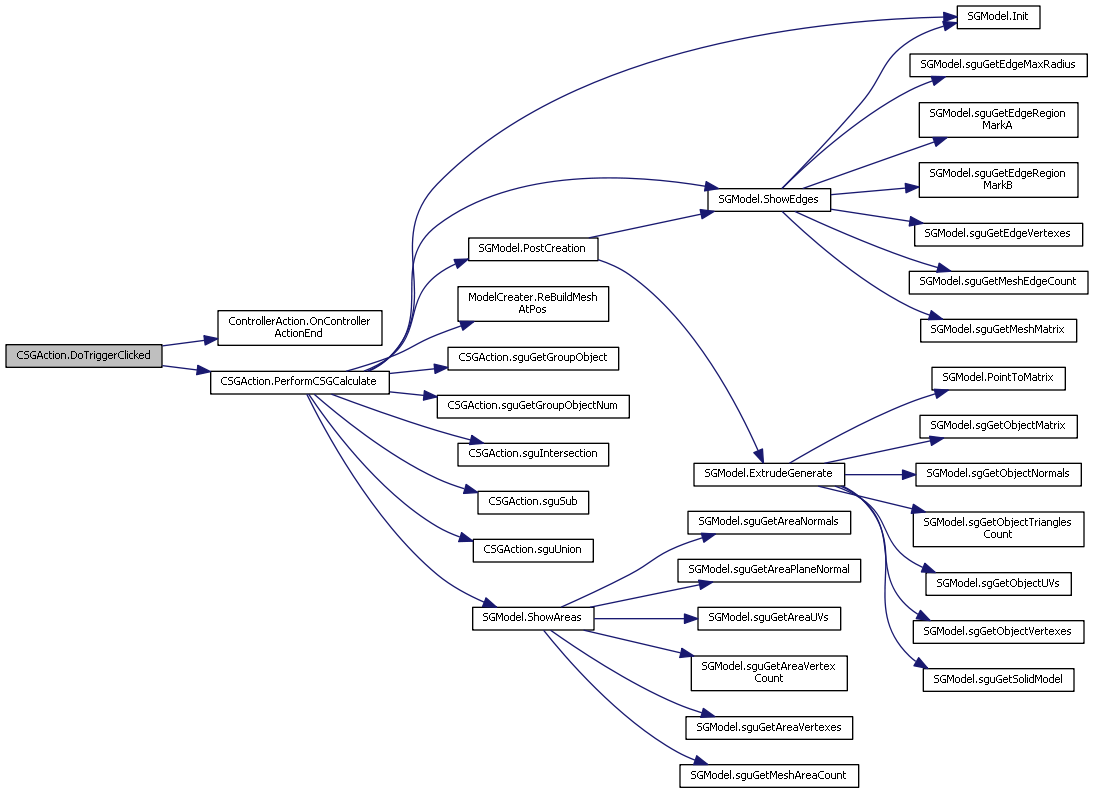 CSGAction.DoTriggerClicked
ControllerAction.OnController
ActionEnd
CSGAction.PerformCSGCalculate
SGModel.PostCreation
ModelCreater.ReBuildMesh
AtPos
CSGAction.sguGetGroupObject
CSGAction.sguGetGroupObjectNum
CSGAction.sguIntersection
CSGAction.sguSub
CSGAction.sguUnion
SGModel.ShowAreas
SGModel.ShowEdges
SGModel.ExtrudeGenerate
SGModel.sguGetAreaNormals
SGModel.sguGetAreaPlaneNormal
SGModel.sguGetAreaUVs
SGModel.sguGetAreaVertex
Count
SGModel.sguGetAreaVertexes
SGModel.sguGetMeshAreaCount
SGModel.Init
SGModel.sguGetEdgeMaxRadius
SGModel.sguGetEdgeRegion
MarkA
SGModel.sguGetEdgeRegion
MarkB
SGModel.sguGetEdgeVertexes
SGModel.sguGetMeshEdgeCount
SGModel.sguGetMeshMatrix
SGModel.PointToMatrix
SGModel.sgGetObjectMatrix
SGModel.sgGetObjectNormals
SGModel.sgGetObjectTriangles
Count
SGModel.sgGetObjectUVs
SGModel.sgGetObjectVertexes
SGModel.sguGetSolidModel